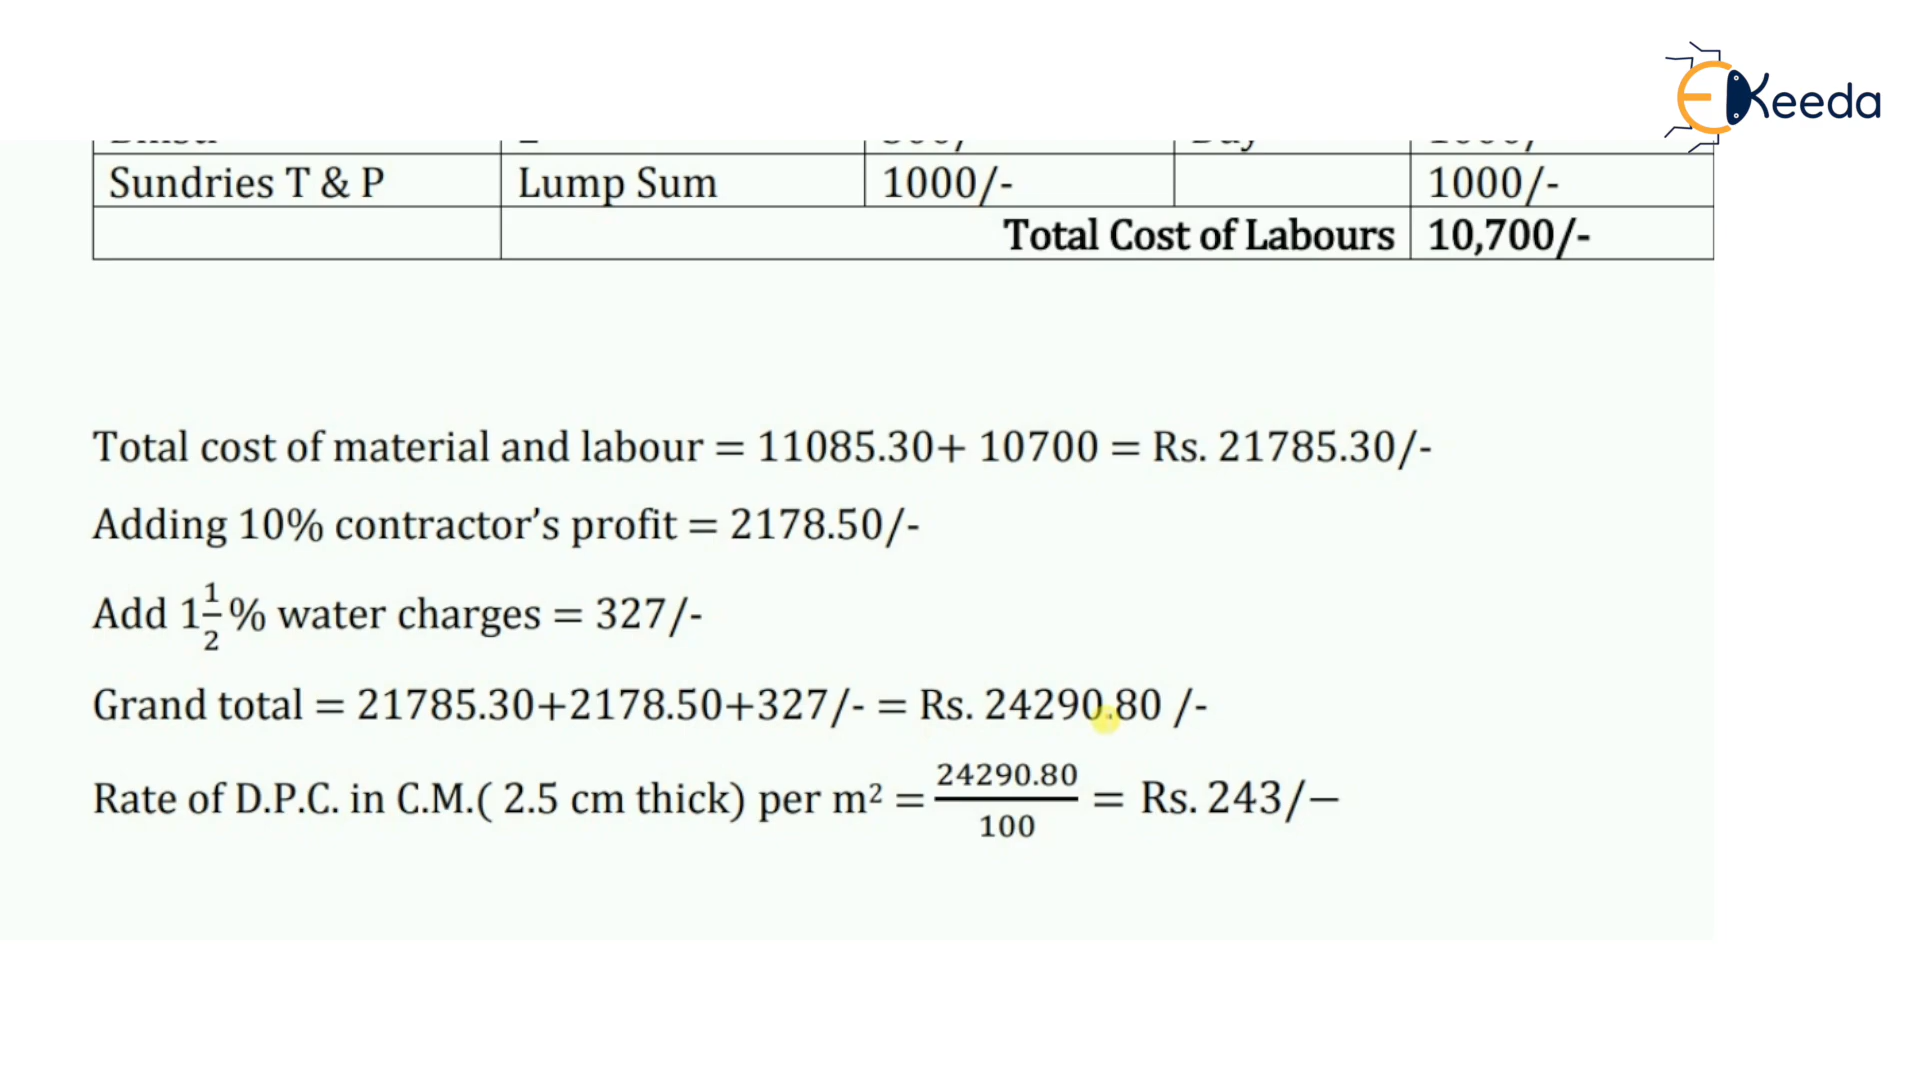 Keeda
Sundries T & P Lump Sum 1000/- 1000/-
Total Cost of Labours 10,700/-
Total cost of material and labour = 11085.30+ 10700 = Rs. 21785.30/-
Adding 10% contractor’s profit = 2178.50/-
Add 1 1/2 % water charges = 327/-
Grand total = 21785.30+2178.50+327/- = Rs. 24290.80 /-
Rate of D.P.C. in C.M.( 2.5 cm thick) per m² = 24290.80/100 = Rs. 243/−